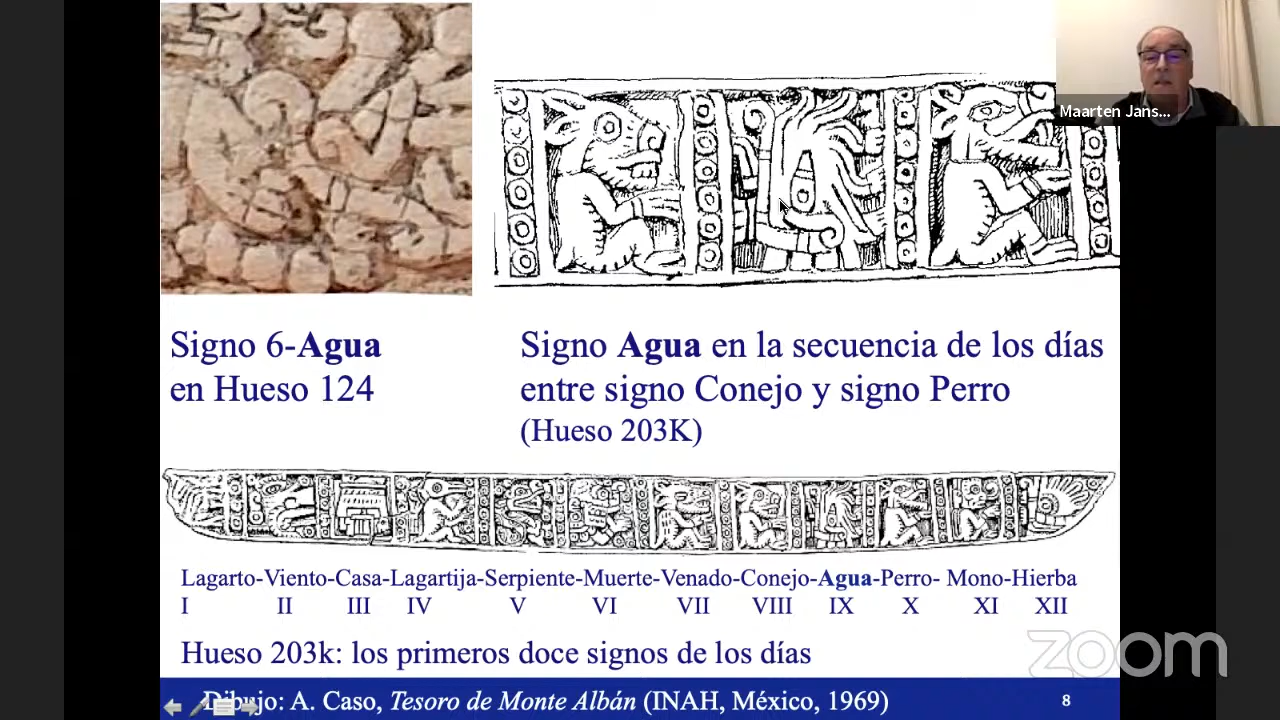 Maarten Jans...
Signo 6-Agua
en Hueso 124
Signo Agua en la secuencia de los días
entre signo Conejo y signo Perro
(Hueso 203K)
Lagarto-Viento-Casa-Lagartija-Serpiente-Muerte-Venado-Conejo-Agua-Perro- Mono-Hierba
I II III IV V VI VII VIII IX X XI XII
Hueso 203k: los primeros doce signos de los días
zoom
Dibujo: A. Caso, Tesoro de Monte Albán (INAH, México, 1969)
8